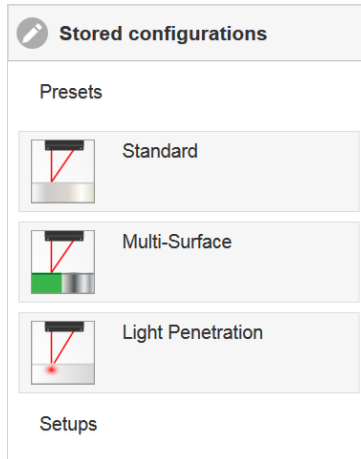 Stored configurations
Presets
Standard
Multi-Surface
Light Penetration
Setups